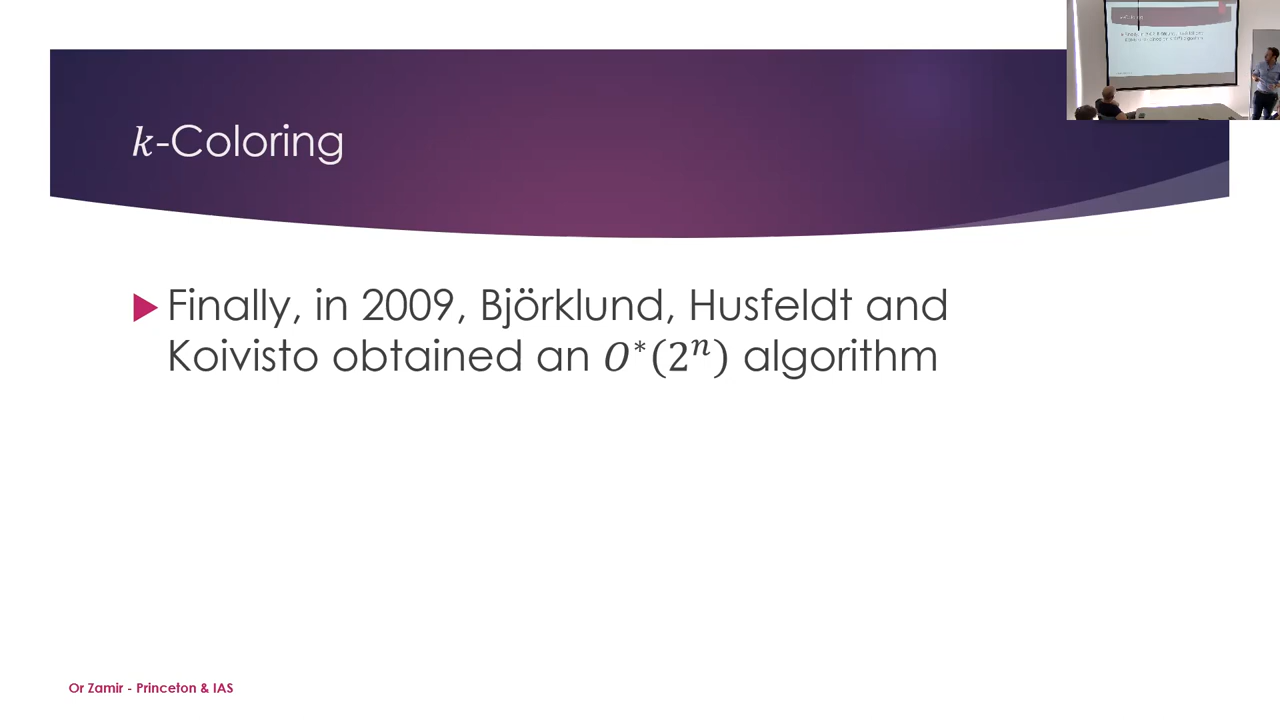 k-Coloring
Finally, in 2009, Björklund, Husfeldt and
Koivisto obtained an O*(2ⁿ) algorithm
Or Zamir - Princeton & IAS